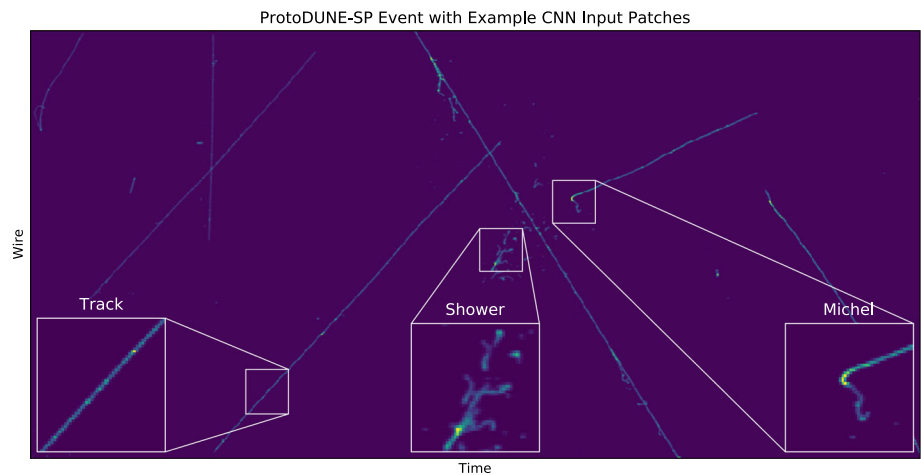 ProtoDUNE-SP Event with Example CNN Input Patches
Wire
Track
Shower
Michel
Time